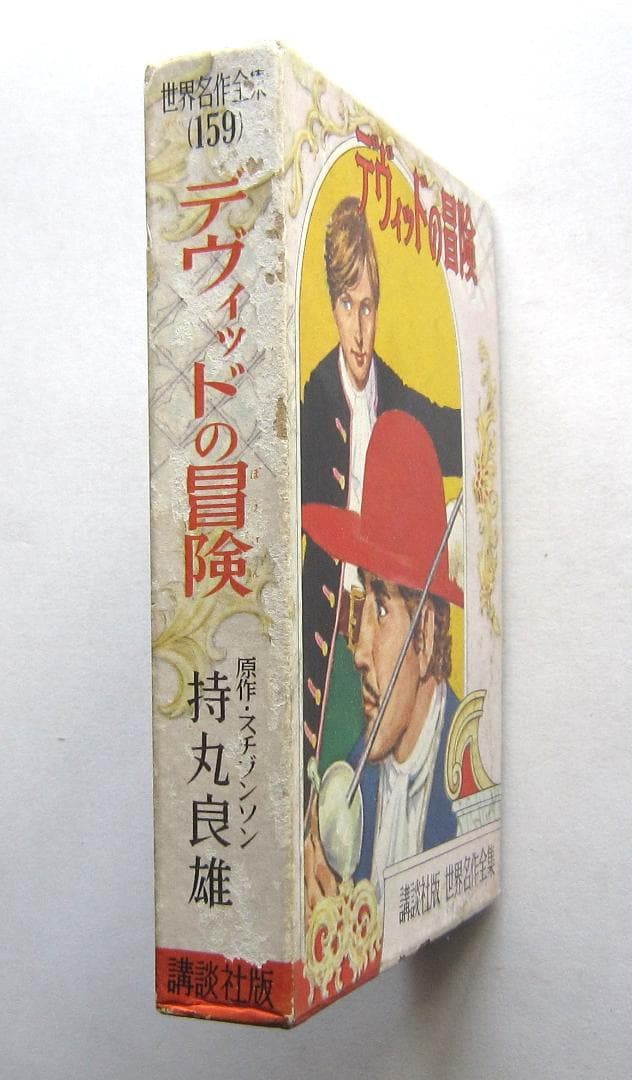 世界名作全集
(159)
デヴィッドの冒険
ぼうけん
原作・スチブンソン
持丸良雄
講談社版
デヴィッドの冒険
講談社版 世界名作全集